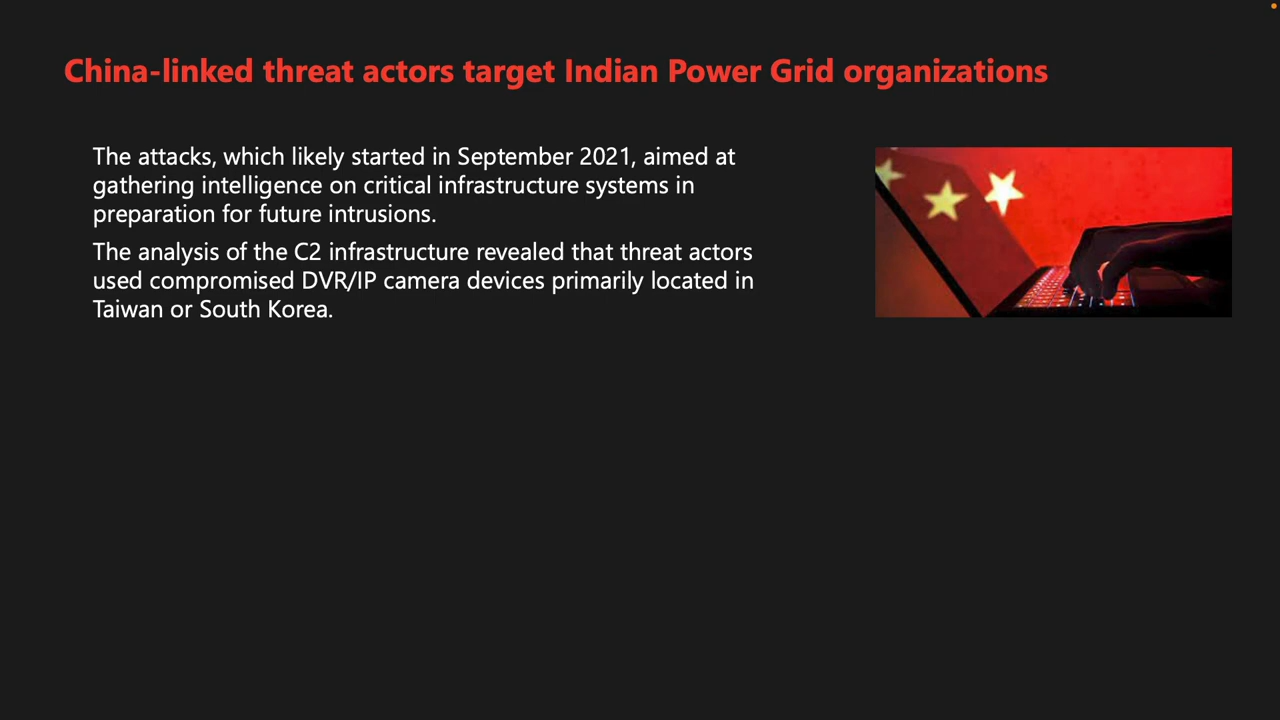 China-linked threat actors target Indian Power Grid organizations
The attacks, which likely started in September 2021, aimed at
gathering intelligence on critical infrastructure systems in
preparation for future intrusions.
The analysis of the C2 infrastructure revealed that threat actors
used compromised DVR/IP camera devices primarily located in
Taiwan or South Korea.